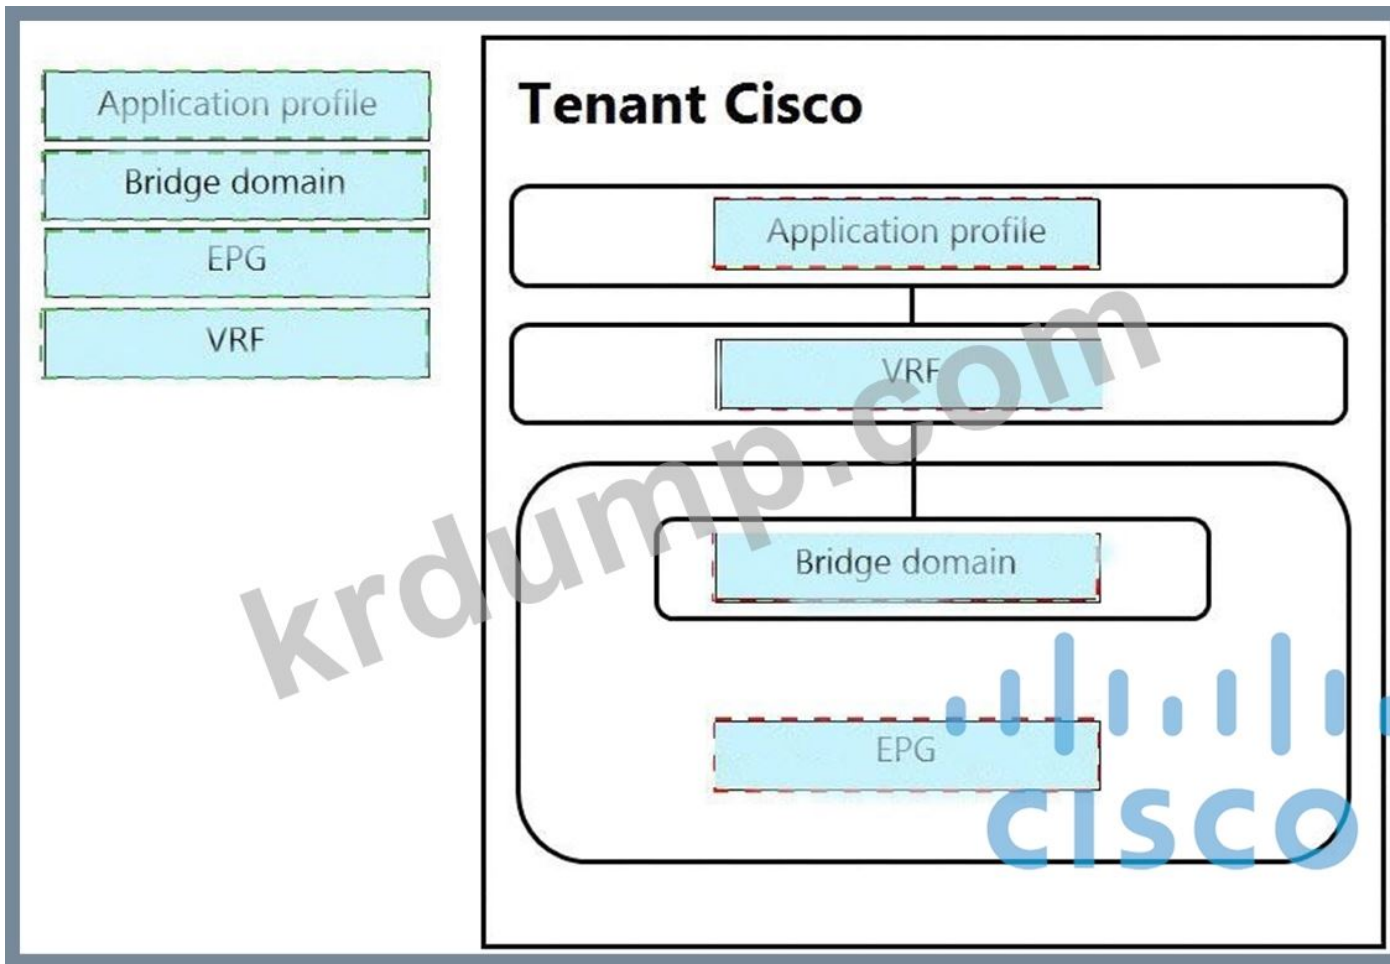 Application profile
Bridge domain
EPG
VRF
Tenant Cisco
Application profile
VRF
Bridge domain
EPG
krdump.com
CISCO